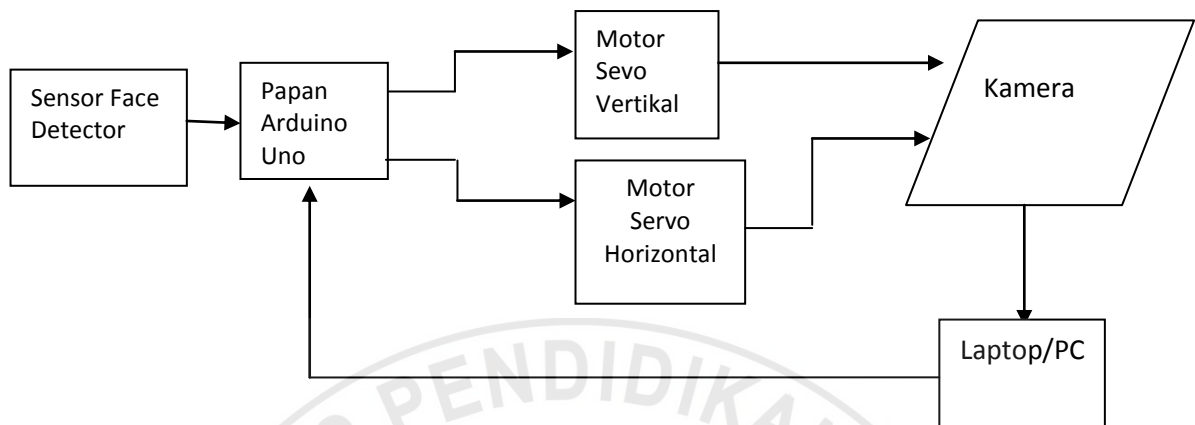 Sensor Face
Detector
Papan
Arduino
Uno
Motor
Sevo
Vertikal
Motor
Servo
Horizontal
Kamera
Laptop/PC
PENDIDIKA